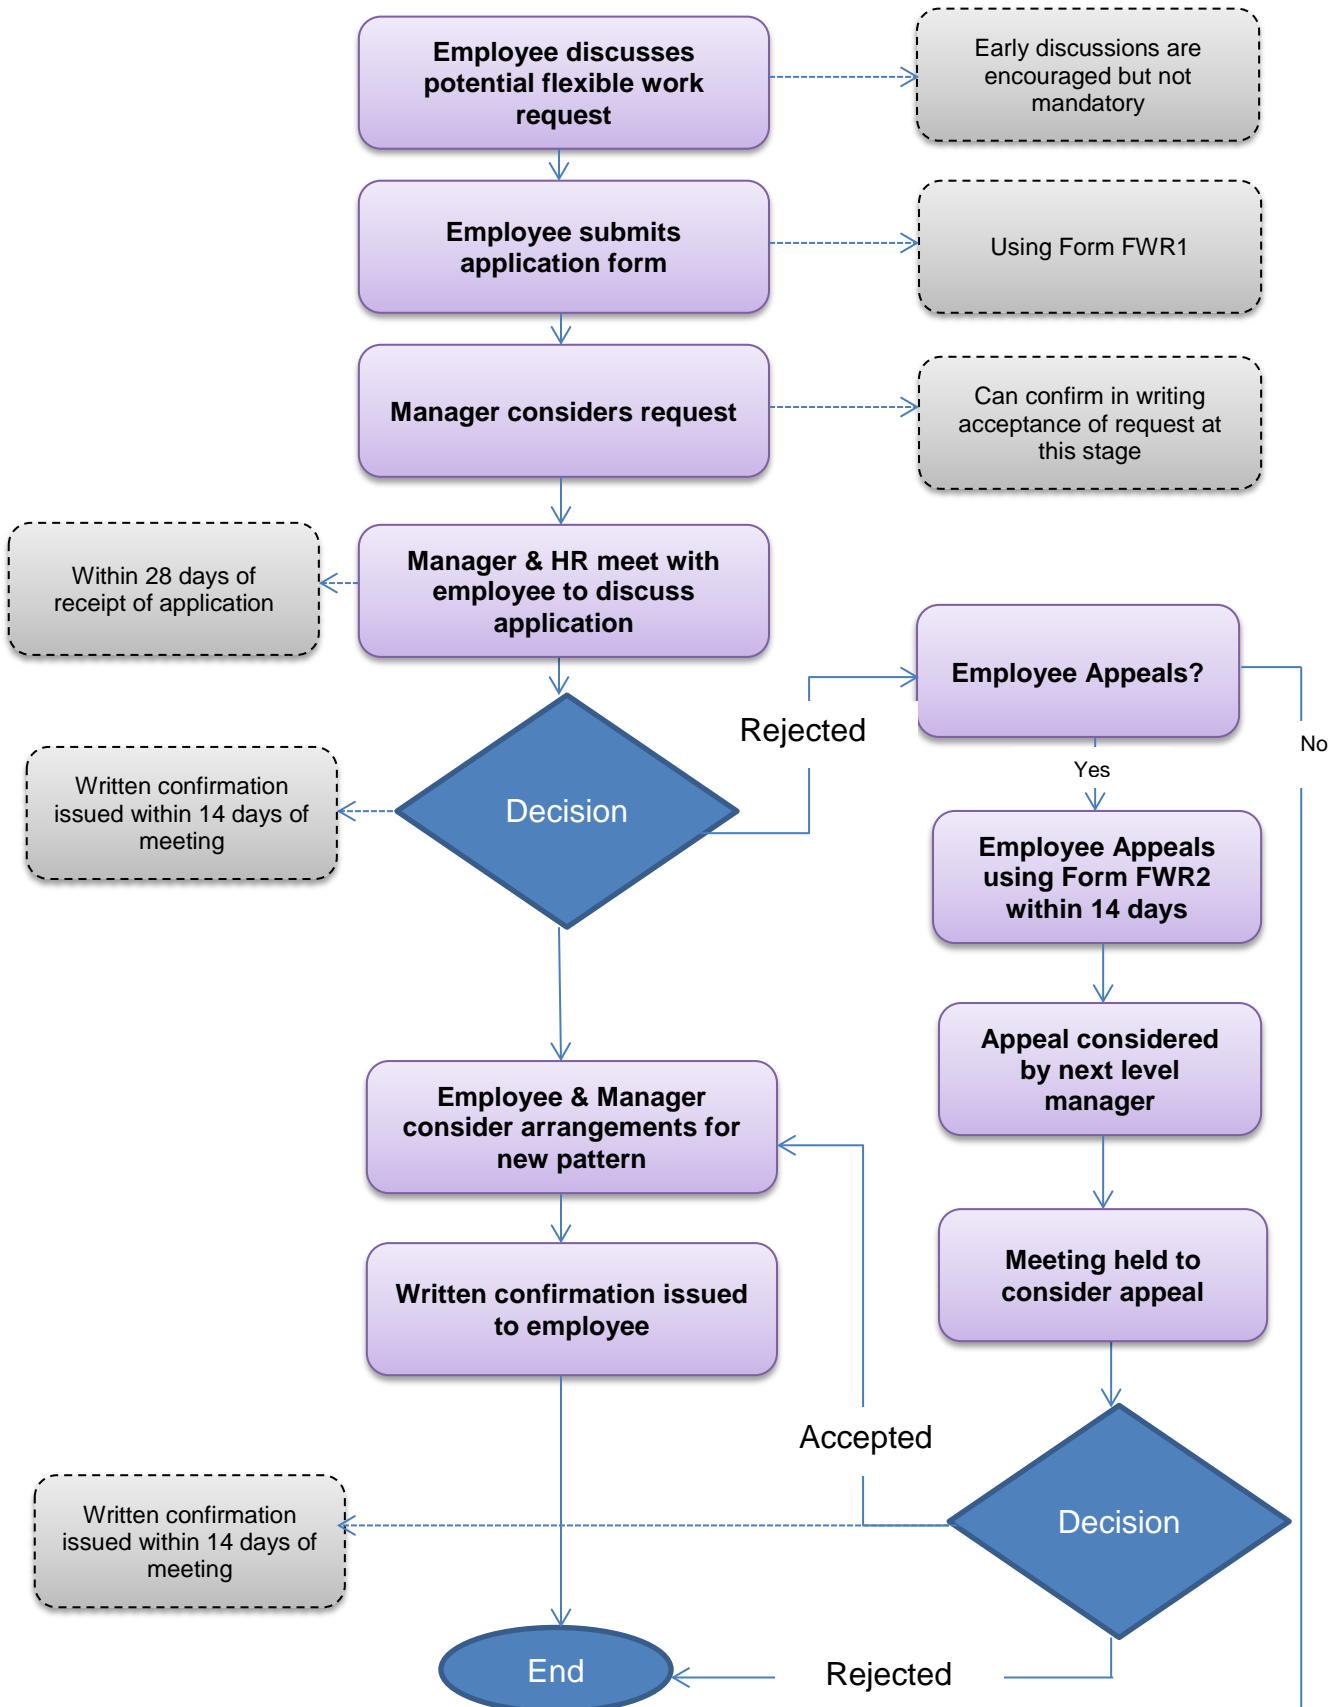 Employee discusses
potential flexible work
request
Early discussions are
encouraged but not
mandatory
Employee submits
application form
Using Form FWR1
Manager considers request
Can confirm in writing
acceptance of request at
this stage
Manager & HR meet with
employee to discuss
application
Within 28 days of
receipt of application
Employee Appeals?
Rejected
No
Yes
Decision
Written confirmation
issued within 14 days of
meeting
Employee Appeals
using Form FWR2
within 14 days
Appeal considered
by next level
manager
Employee & Manager
consider arrangements for
new pattern
Meeting held to
consider appeal
Written confirmation issued
to employee
Accepted
Decision
Written confirmation
issued within 14 days of
meeting
End
Rejected